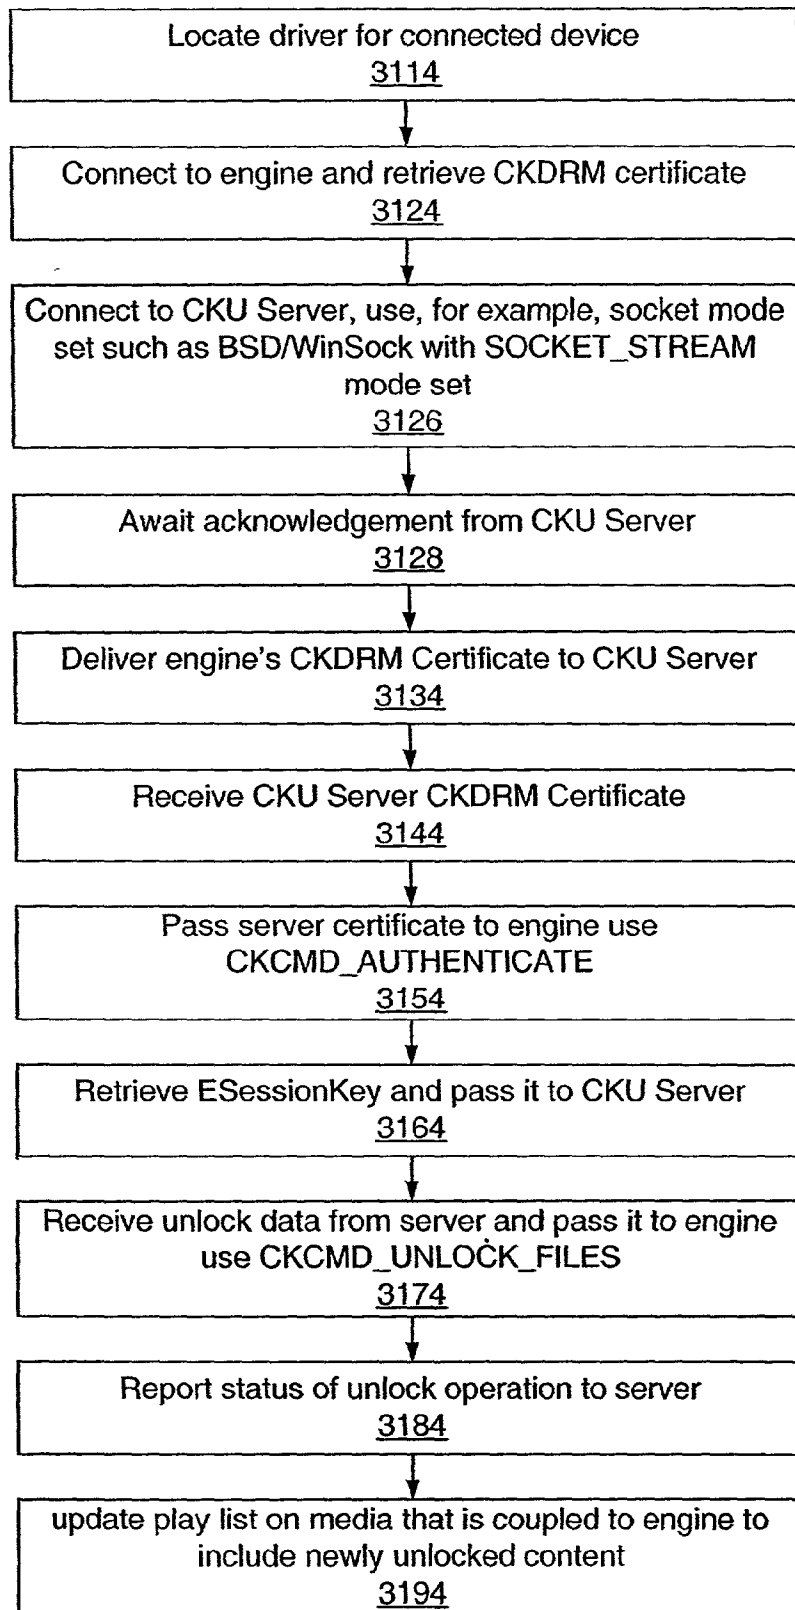 Locate driver for connected device
3114
Connect to engine and retrieve CKDRM certificate
3124
Connect to CKU Server, use, for example, socket mode
set such as BSD/WinSock with SOCKET_STREAM
mode set
3126
Await acknowledgement from CKU Server
3128
Deliver engine's CKDRM Certificate to CKU Server
3134
Receive CKU Server CKDRM Certificate
3144
Pass server certificate to engine use
CKCMD_AUTHENTICATE
3154
Retrieve ESessionKey and pass it to CKU Server
3164
Receive unlock data from server and pass it to engine
use CKCMD_UNLOCK_FILES
3174
Report status of unlock operation to server
3184
update play list on media that is coupled to engine to
include newly unlocked content
3194